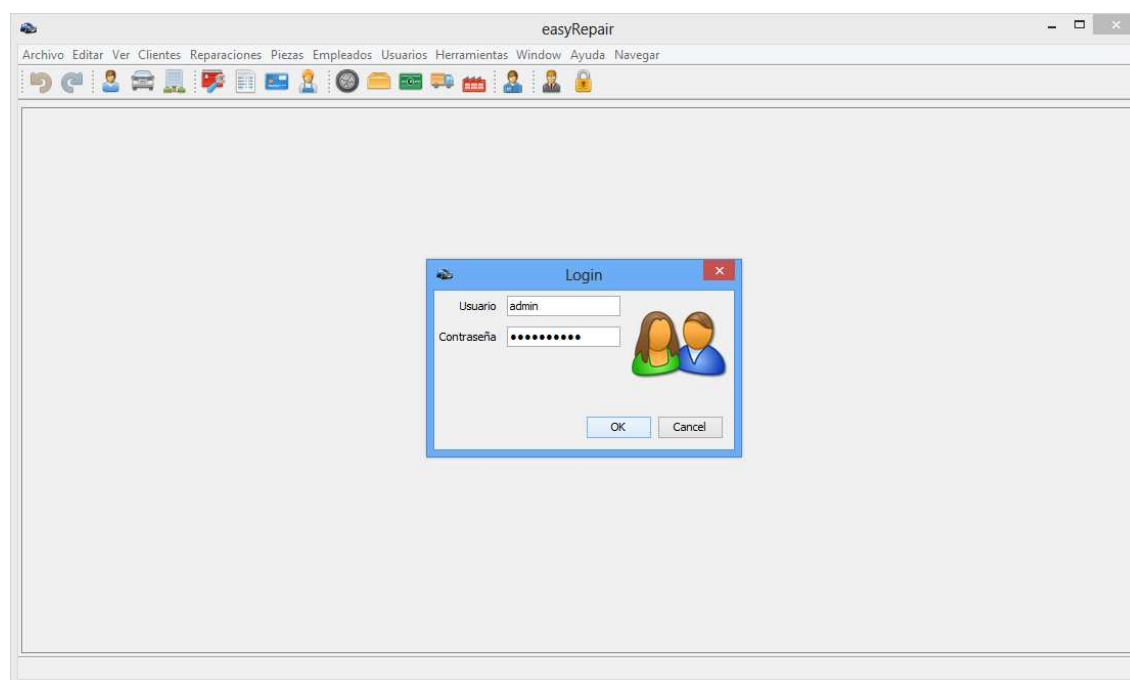 easyRepair
Archivo Editar Ver Clientes Reparaciones Piezas Empleados Usuarios Herramientas Window Ayuda Navegar
Login
Usuario admin
Contraseña ●●●●●●●●●●
OK Cancel